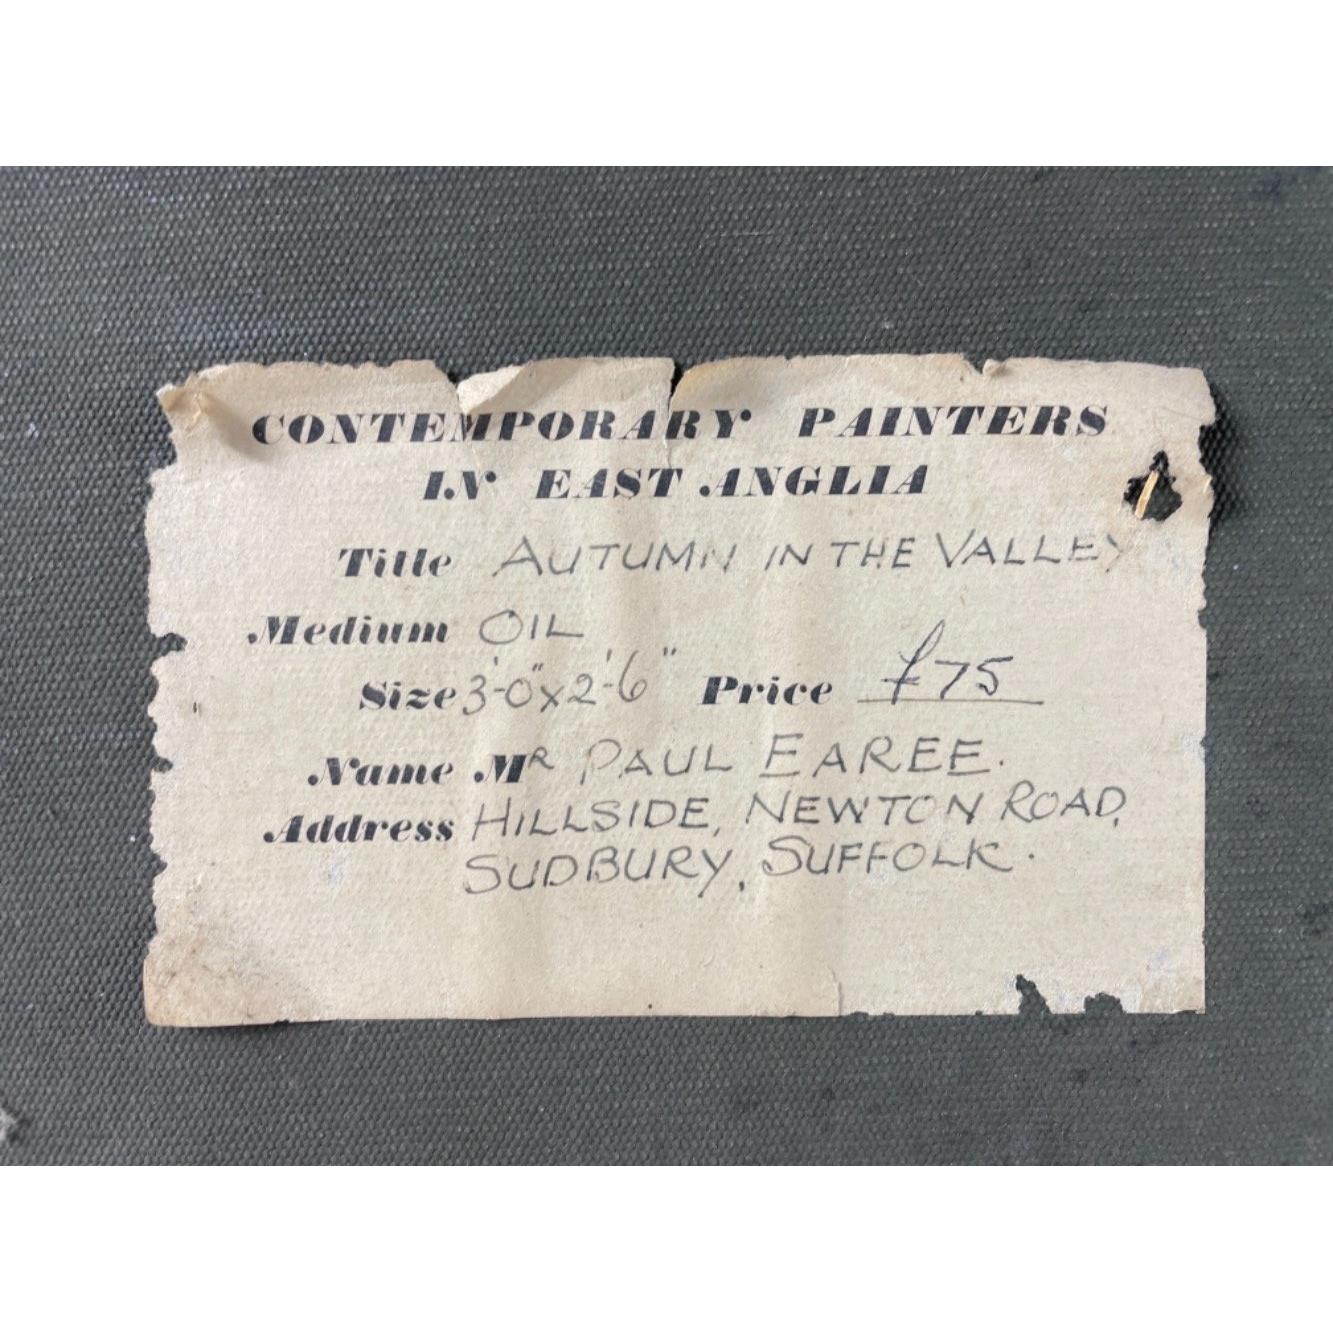 CONTEMPORARY PAINTERS
IN EAST ANGLIA
Title AUTUMN IN THE VALLEY
Medium OIL
Size 3'-0" x 2'-6" Price £75
Name MR PAUL EAREE.
Address HILLSIDE, NEWTON ROAD,
SUDBURY, SUFFOLK.